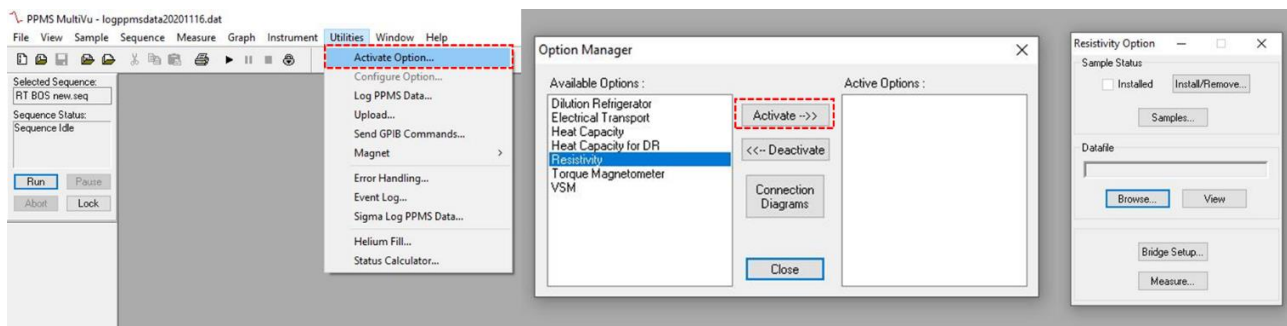 PPMS MultiVu - logppmsdata20201116.dat
File View Sample Sequence Measure Graph Instrument Utilities Window Help
Selected Sequence:
RT BOS new.seq
Sequence Status:
Sequence Idle
Run Pause
Abort Lock
Activate Option...
Configure Option...
Log PPMS Data...
Upload...
Send GPIB Commands...
Magnet >
Error Handling...
Event Log...
Sigma Log PPMS Data...
Helium Fill...
Status Calculator...
Option Manager
Available Options :
Dilution Refrigerator
Electrical Transport
Heat Capacity
Heat Capacity for DR
Resistivity
Torque Magnetometer
VSM
Activate -->>
<<-- Deactivate
Connection
Diagrams
Close
Active Options :
Resistivity Option
Sample Status
Installed Install/Remove...
Samples...
Datafile
Browse... View
Bridge Setup...
Measure...